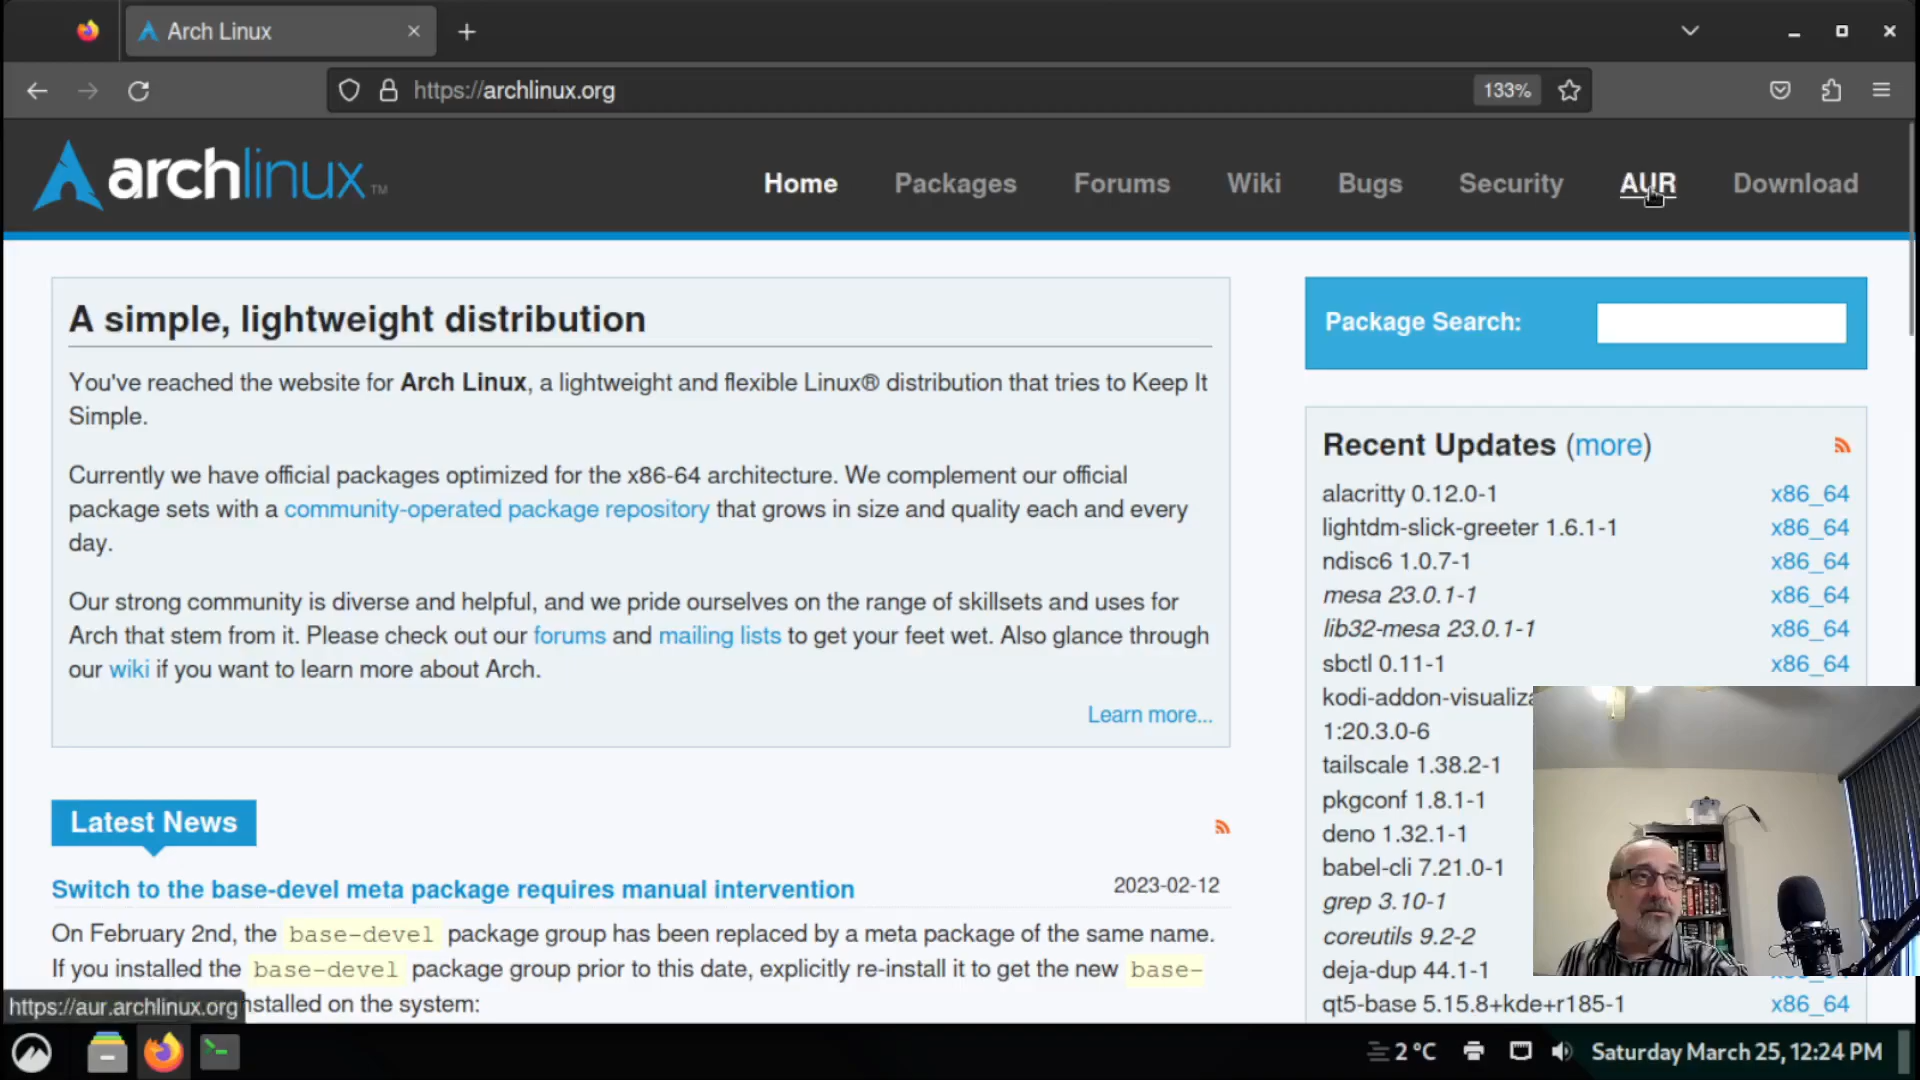 Arch Linux
https://archlinux.org
133%
archlinux™
Home Packages Forums Wiki Bugs Security AUR Download
A simple, lightweight distribution
You've reached the website for Arch Linux, a lightweight and flexible Linux® distribution that tries to Keep It
Simple.
Currently we have official packages optimized for the x86-64 architecture. We complement our official
package sets with a community-operated package repository that grows in size and quality each and every
day.
Our strong community is diverse and helpful, and we pride ourselves on the range of skillsets and uses for
Arch that stem from it. Please check out our forums and mailing lists to get your feet wet. Also glance through
our wiki if you want to learn more about Arch.
Learn more...
Latest News
Switch to the base-devel meta package requires manual intervention 2023-02-12
On February 2nd, the base-devel package group has been replaced by a meta package of the same name.
If you installed the base-devel package group prior to this date, explicitly re-install it to get the new base-
nstalled on the system:
https://aur.archlinux.org
Package Search:
Recent Updates (more)
alacritty 0.12.0-1 x86_64
lightdm-slick-greeter 1.6.1-1 x86_64
ndisc6 1.0.7-1 x86_64
mesa 23.0.1-1 x86_64
lib32-mesa 23.0.1-1 x86_64
sbctl 0.11-1 x86_64
kodi-addon-visualiza
1:20.3.0-6
tailscale 1.38.2-1
pkgconf 1.8.1-1
deno 1.32.1-1
babel-cli 7.21.0-1
grep 3.10-1
coreutils 9.2-2
deja-dup 44.1-1
qt5-base 5.15.8+kde+r185-1 x86_64
2 °C Saturday March 25, 12:24 PM